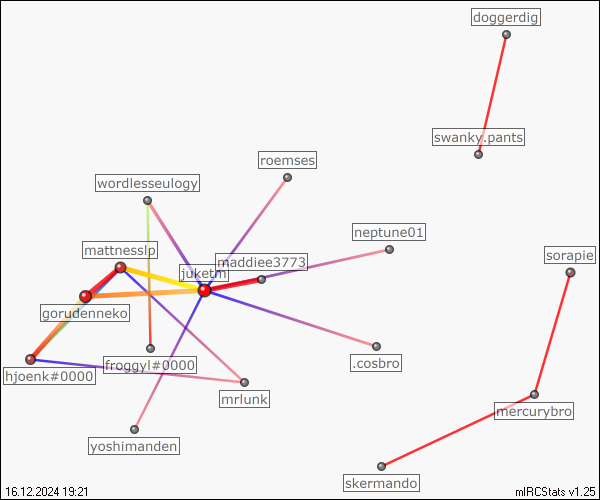 doggerdig
swanky.pants
roemses
wordlesseulogy
neptune01
mattnesslp
maddiee3773
sorapie
juketm
gorudenneko
froggyl#0000
.cosbro
hjoenk#0000
mrlunk
mercurybro
yoshimanden
skermando
16.12.2024 19:21
mIRCStats v1.25